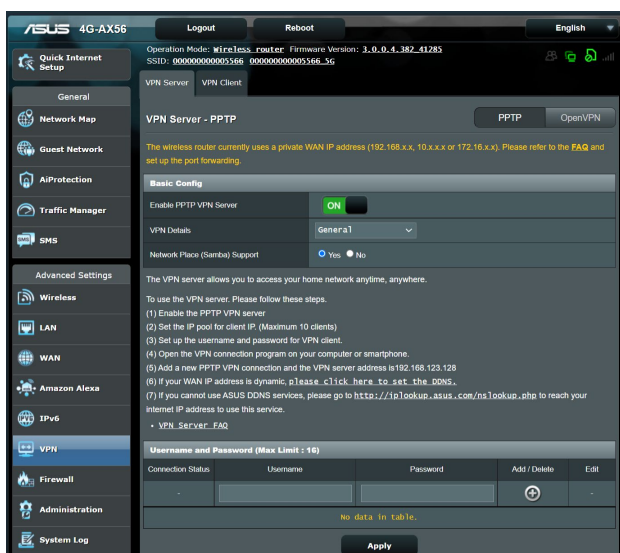 ASUS 4G-AX56
Logout
Reboot
English
Operation Mode: Wireless router Firmware Version: 3.0.0.4.382_41285
SSID: 000000000005566 000000000005566_5G
Quick Internet
Setup
General
Network Map
Guest Network
AiProtection
Traffic Manager
SMS
Advanced Settings
Wireless
LAN
WAN
Amazon Alexa
IPv6
VPN
Firewall
Administration
System Log
VPN Server
VPN Client
VPN Server - PPTP
PPTP
OpenVPN
The wireless router currently uses a private WAN IP address (192.168.x.x, 10.x.x.x or 172.16.x.x). Please refer to the FAQ and
set up the port forwarding.
Basic Config
Enable PPTP VPN Server
ON
VPN Details
General
Network Place (Samba) Support
Yes No
The VPN server allows you to access your home network anytime, anywhere.
To use the VPN server. Please follow these steps.
(1) Enable the PPTP VPN server
(2) Set the IP pool for client IP. (Maximum 10 clients)
(3) Set up the username and password for VPN client.
(4) Open the VPN connection program on your computer or smartphone.
(5) Add a new PPTP VPN connection and the VPN server address is192.168.123.128
(6) If your WAN IP address is dynamic, please click here to set the DDNS.
(7) If you cannot use ASUS DDNS services, please go to http://iplookup.asus.com/nslookup.php to reach your
internet IP address to use this service.
• VPN Server FAQ
Username and Password (Max Limit : 16)
Connection Status
Username
Password
Add / Delete
Edit
-
-
No data in table.
Apply